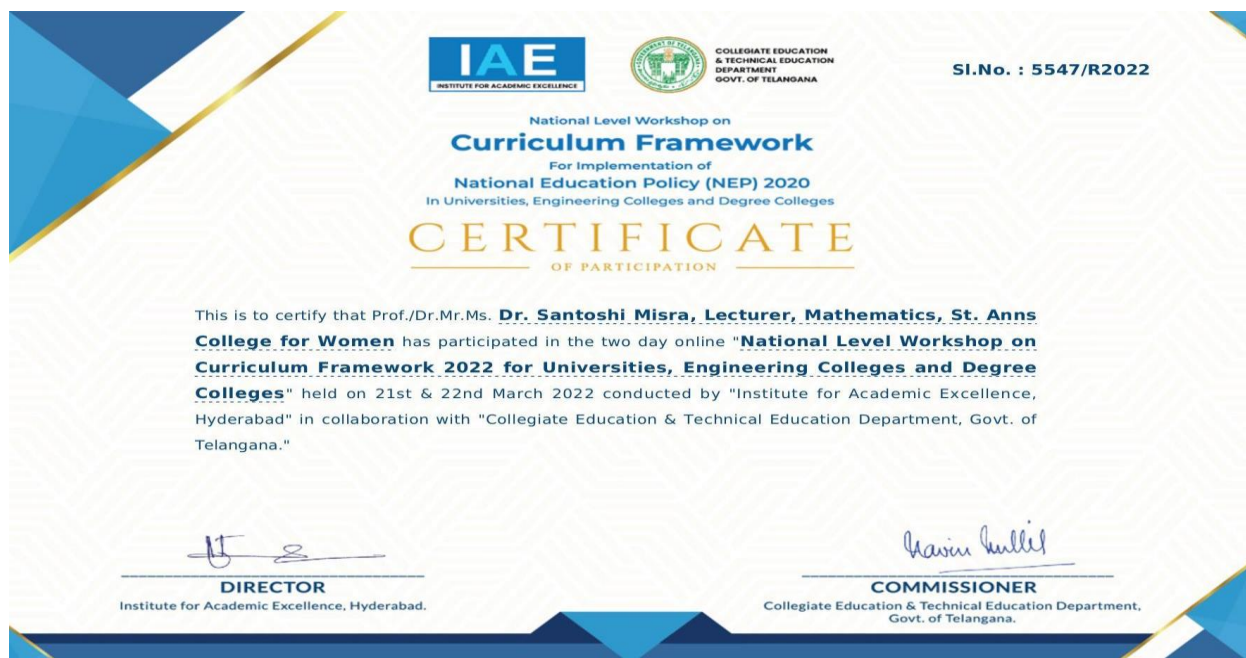 IAE
INSTITUTE FOR ACADEMIC EXCELLENCE
COLLEGIATE EDUCATION
& TECHNICAL EDUCATION
DEPARTMENT
GOVT. OF TELANGANA
Sl.No. : 5547/R2022
National Level Workshop on
Curriculum Framework
For Implementation of
National Education Policy (NEP) 2020
In Universities, Engineering Colleges and Degree Colleges
CERTIFICATE
OF PARTICIPATION
This is to certify that Prof./Dr.Mr.Ms. Dr. Santoshi Misra, Lecturer, Mathematics, St. Anns
College for Women has participated in the two day online "National Level Workshop on
Curriculum Framework 2022 for Universities, Engineering Colleges and Degree
Colleges" held on 21st & 22nd March 2022 conducted by "Institute for Academic Excellence,
Hyderabad" in collaboration with "Collegiate Education & Technical Education Department, Govt. of
Telangana."
DIRECTOR
Institute for Academic Excellence, Hyderabad.
COMMISSIONER
Collegiate Education & Technical Education Department,
Govt. of Telangana.